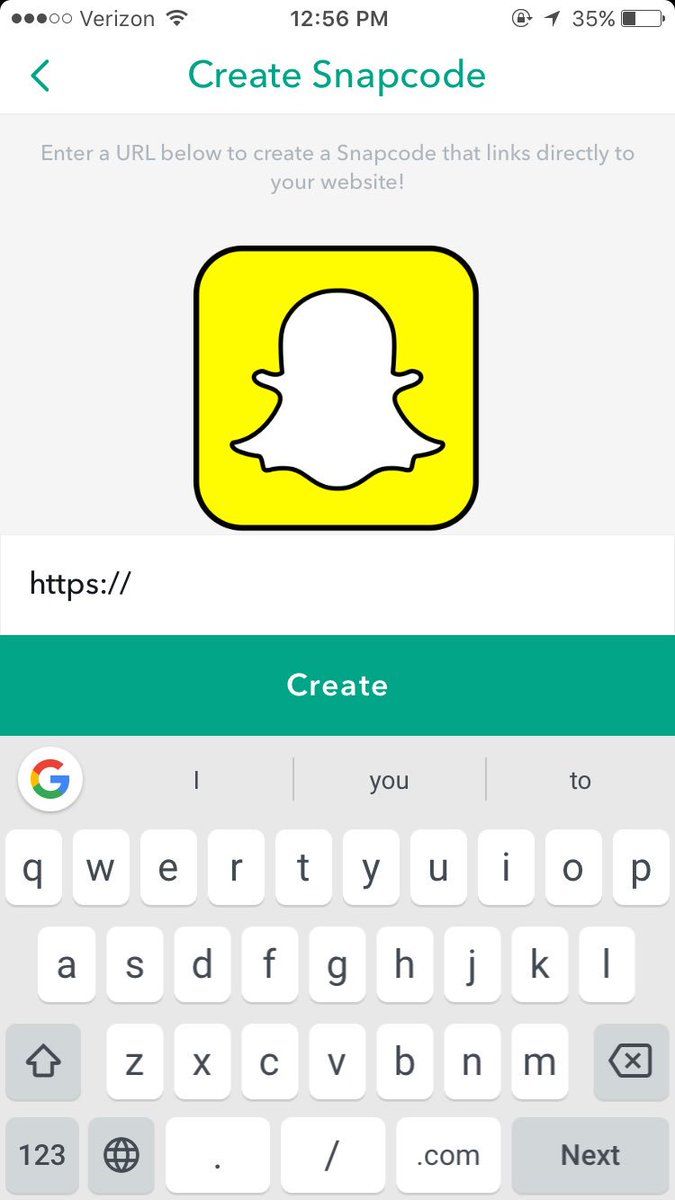 Verizon 12:56 PM 35%
Create Snapcode
Enter a URL below to create a Snapcode that links directly to
your website!
https://
Create
G I you to
q w e r t y u i o p
a s d f g h j k l
z x c v b n m
123 . / .com Next